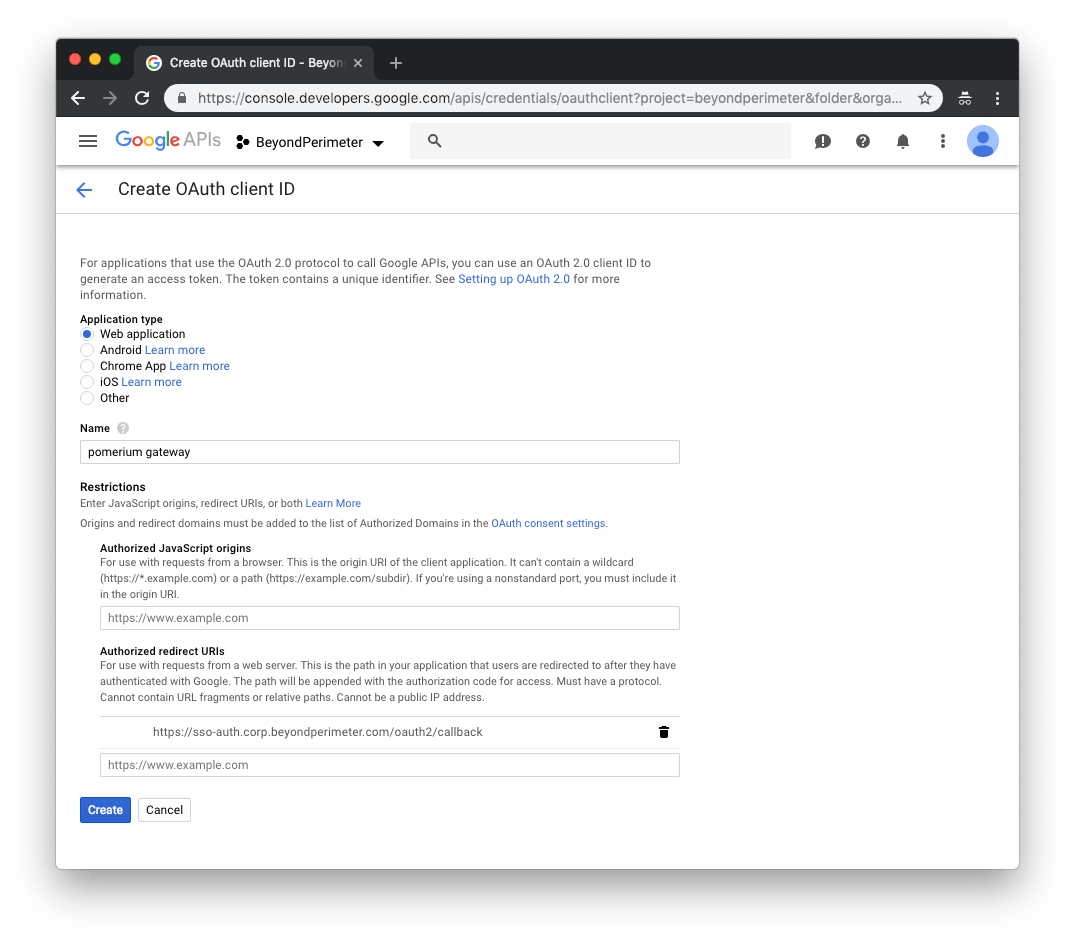 Create OAuth client ID - Beyon
https://console.developers.google.com/apis/credentials/oauthclient?project=beyondperimeter&folder&orga...
Google APIs BeyondPerimeter
Create OAuth client ID
For applications that use the OAuth 2.0 protocol to call Google APIs, you can use an OAuth 2.0 client ID to
generate an access token. The token contains a unique identifier. See Setting up OAuth 2.0 for more
information.
Application type
Web application
Android Learn more
Chrome App Learn more
iOS Learn more
Other
Name ?
pomerium gateway
Restrictions
Enter JavaScript origins, redirect URIs, or both Learn More
Origins and redirect domains must be added to the list of Authorized Domains in the OAuth consent settings.
Authorized JavaScript origins
For use with requests from a browser. This is the origin URI of the client application. It can't contain a wildcard
(https://*.example.com) or a path (https://example.com/subdir). If you're using a nonstandard port, you must include it
in the origin URI.
https://www.example.com
Authorized redirect URIs
For use with requests from a web server. This is the path in your application that users are redirected to after they have
authenticated with Google. The path will be appended with the authorization code for access. Must have a protocol.
Cannot contain URL fragments or relative paths. Cannot be a public IP address.
https://sso-auth.corp.beyondperimeter.com/oauth2/callback
https://www.example.com
Create Cancel